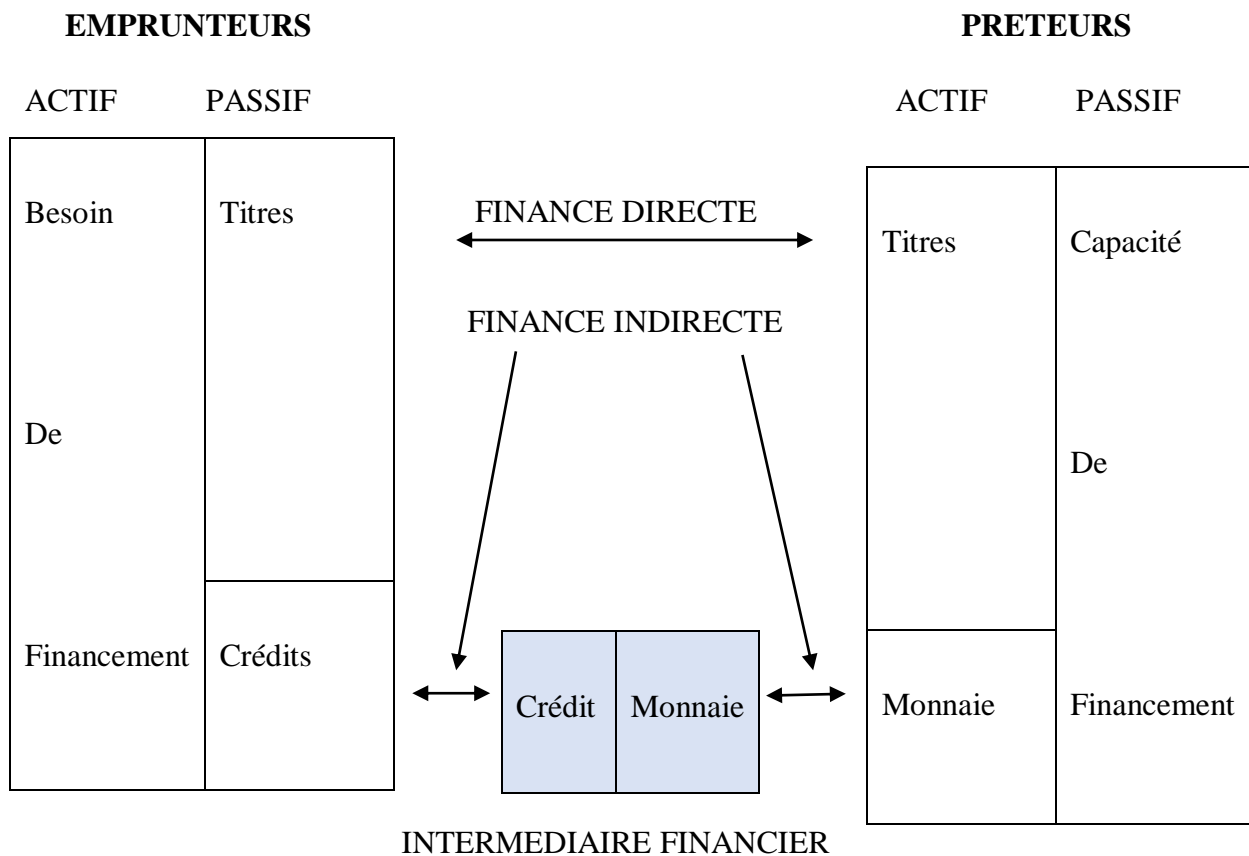 EMPRUNTEURS
PRETEURS
ACTIF PASSIF
ACTIF PASSIF
Besoin Titres
FINANCE DIRECTE
Titres Capacité
FINANCE INDIRECTE
De
De
Financement Crédits
Crédit Monnaie
Monnaie Financement
INTERMEDIAIRE FINANCIER